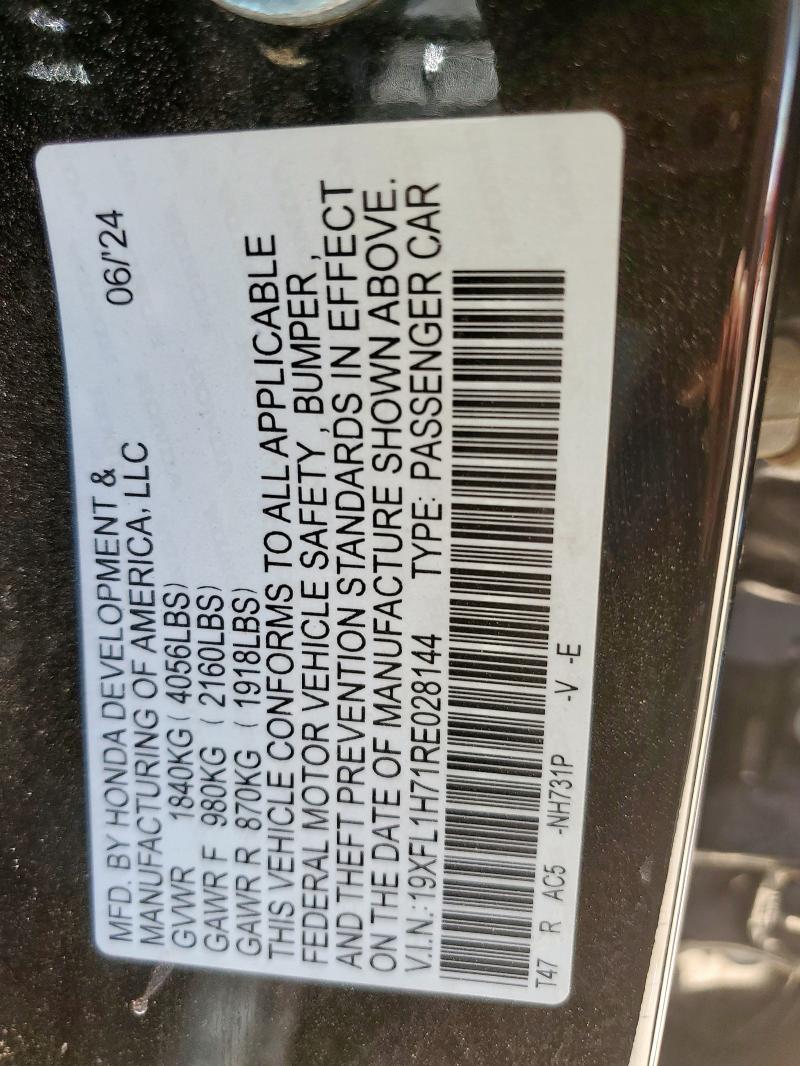 MFD. BY HONDA DEVELOPMENT &
MANUFACTURING OF AMERICA, LLC 06/'24
GVWR 1840KG ( 4056LBS)
GAWR F 980KG ( 2160LBS)
GAWR R 870KG ( 1918LBS)
THIS VEHICLE CONFORMS TO ALL APPLICABLE
FEDERAL MOTOR VEHICLE SAFETY , BUMPER ,
AND THEFT PREVENTION STANDARDS IN EFFECT
ON THE DATE OF MANUFACTURE SHOWN ABOVE.
V.I.N.: 19XFL1H71RE028144 TYPE: PASSENGER CAR
T47 R AC5 -NH731P -V -E